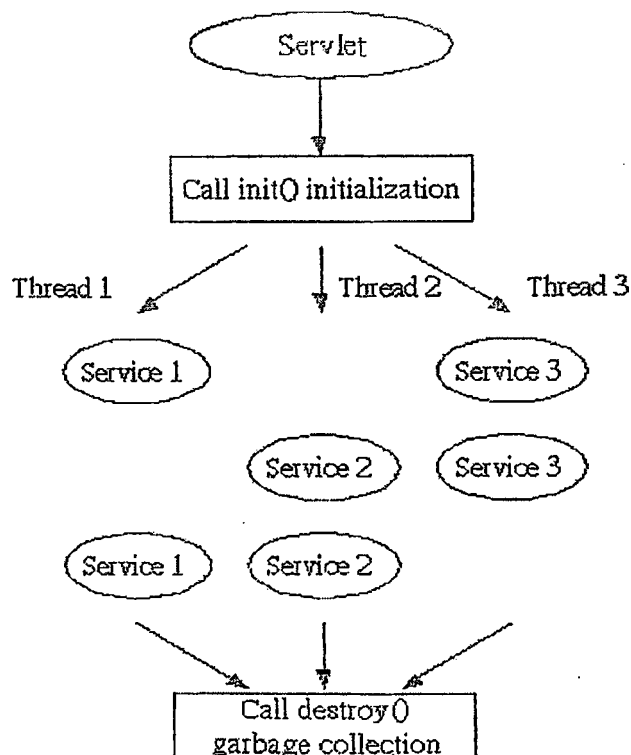 Servlet
Call init() initialization
Thread 1
Thread 2
Thread 3
Service 1
Service 3
Service 2
Service 3
Service 1
Service 2
Call destroy()
garbage collection